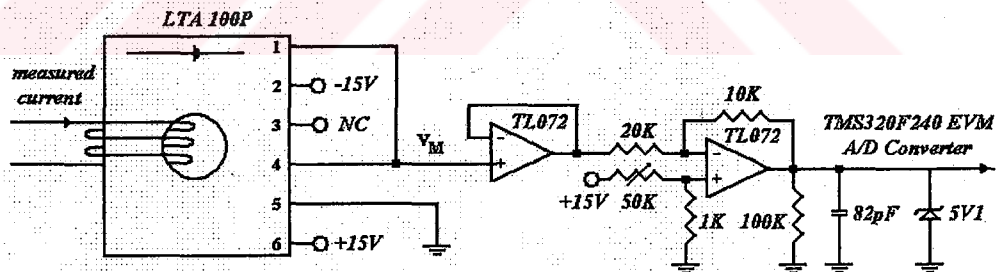 LTA 100P
measured
current
1
2
-15V
3
NC
4
5
6
+15V
V_M
TL072
20K
10K
TL072
+15V
50K
1K
100K
TMS320F240 EVM
A/D Converter
82pF
5V1